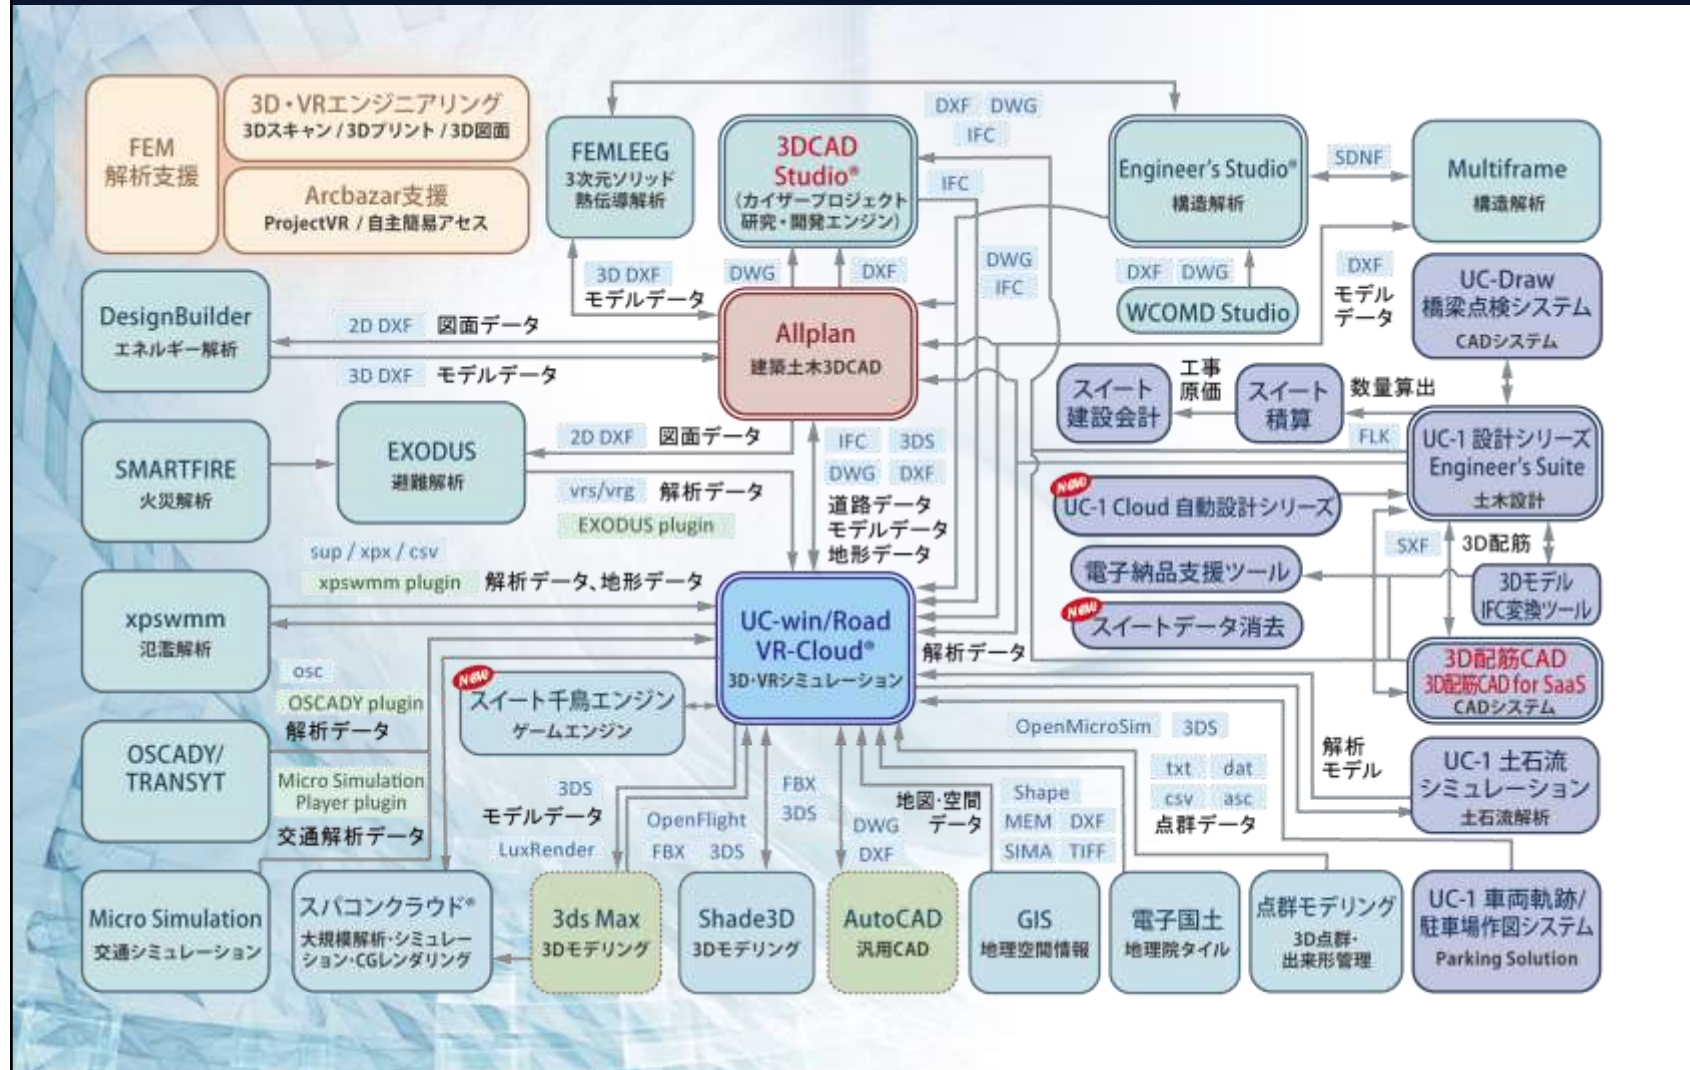 FEM
解析支援
3D・VRエンジニアリング
3Dスキャン / 3Dプリント / 3D図面
Arcbazar支援
ProjectVR / 自主簡易アセス
FEMLEEG
3次元ソリッド
熱伝導解析
3DCAD
Studio®
(カイザープロジェクト
研究・開発エンジン)
DXF DWG
IFC
IFC
Engineer's Studio®
構造解析
SDNF
Multiframe
構造解析
3D DXF
モデルデータ
DWG
DXF
DWG
IFC
DXF DWG
WCOMD Studio
DXF
モデル
データ
UC-Draw
橋梁点検システム
CADシステム
DesignBuilder
エネルギー解析
2D DXF 図面データ
3D DXF モデルデータ
Allplan
建築土木3DCAD
スイート
建設会計
工事
原価
スイート
積算
数量算出
FLK
UC-1 設計シリーズ
Engineer's Suite
土木設計
SMARTFIRE
火災解析
EXODUS
避難解析
2D DXF 図面データ
vrs/vrg 解析データ
EXODUS plugin
IFC 3DS
DWG DXF
道路データ
モデルデータ
地形データ
New
UC-1 Cloud 自動設計シリーズ
SXF
3D配筋
電子納品支援ツール
3Dモデル
IFC変換ツール
New
スイートデータ消去
sup / xpx / csv
xpswmm plugin 解析データ、地形データ
xpswmm
氾濫解析
UC-win/Road
VR-Cloud®
3D・VRシミュレーション
解析データ
3D配筋CAD
3D配筋CAD for SaaS
CADシステム
osc
OSCADY plugin
解析データ
New
スイート千鳥エンジン
ゲームエンジン
OSCADY/
TRANSYT
Micro Simulation
Player plugin
交通解析データ
OpenMicroSim 3DS
解析
モデル
UC-1 土石流
シミュレーション
土石流解析
3DS
モデルデータ
LuxRender
OpenFlight
FBX 3DS
FBX
3DS
DWG
DXF
地図・空間
データ
Shape
MEM DXF
SIMA TIFF
txt dat
csv asc
点群データ
Micro Simulation
交通シミュレーション
スパコンクラウド®
大規模解析・シミュレー
ション・CGレンダリング
3ds Max
3Dモデリング
Shade3D
3Dモデリング
AutoCAD
汎用CAD
GIS
地理空間情報
電子国土
地理院タイル
点群モデリング
3D点群・
出来形管理
UC-1 車両軌跡/
駐車場作図システム
Parking Solution